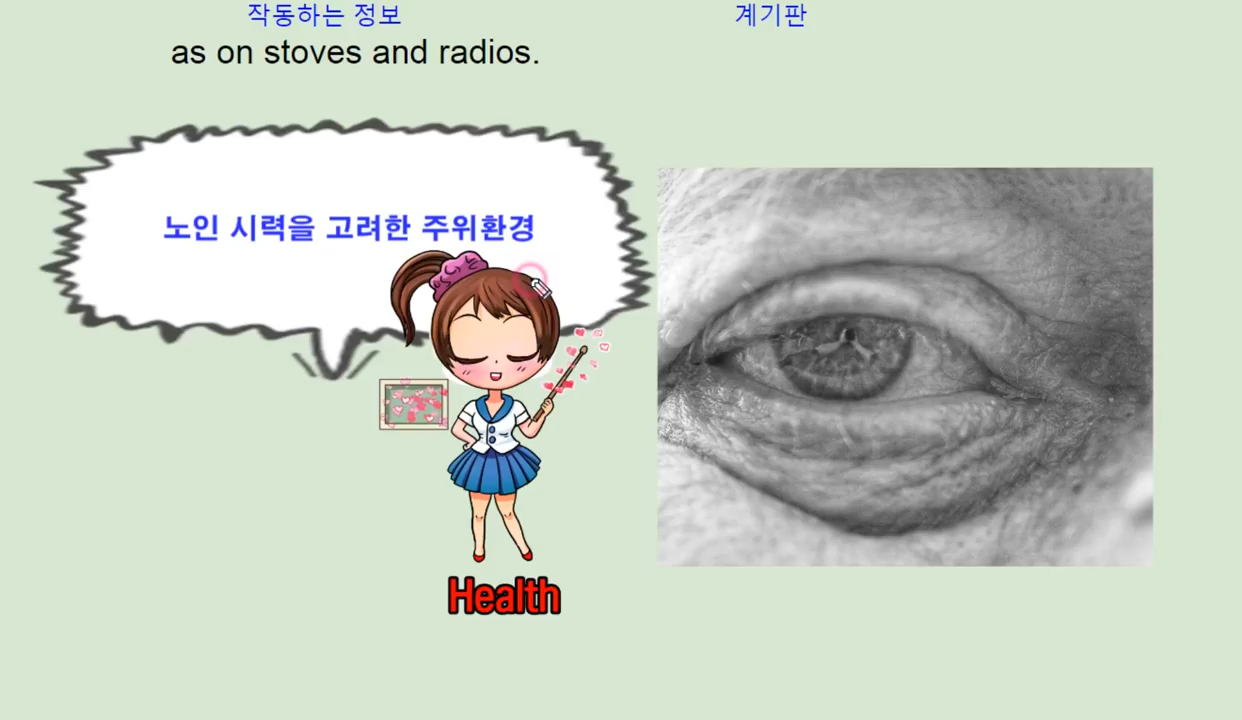 작동하는 정보 계기판
as on stoves and radios.
노인 시력을 고려한 주위환경
Health